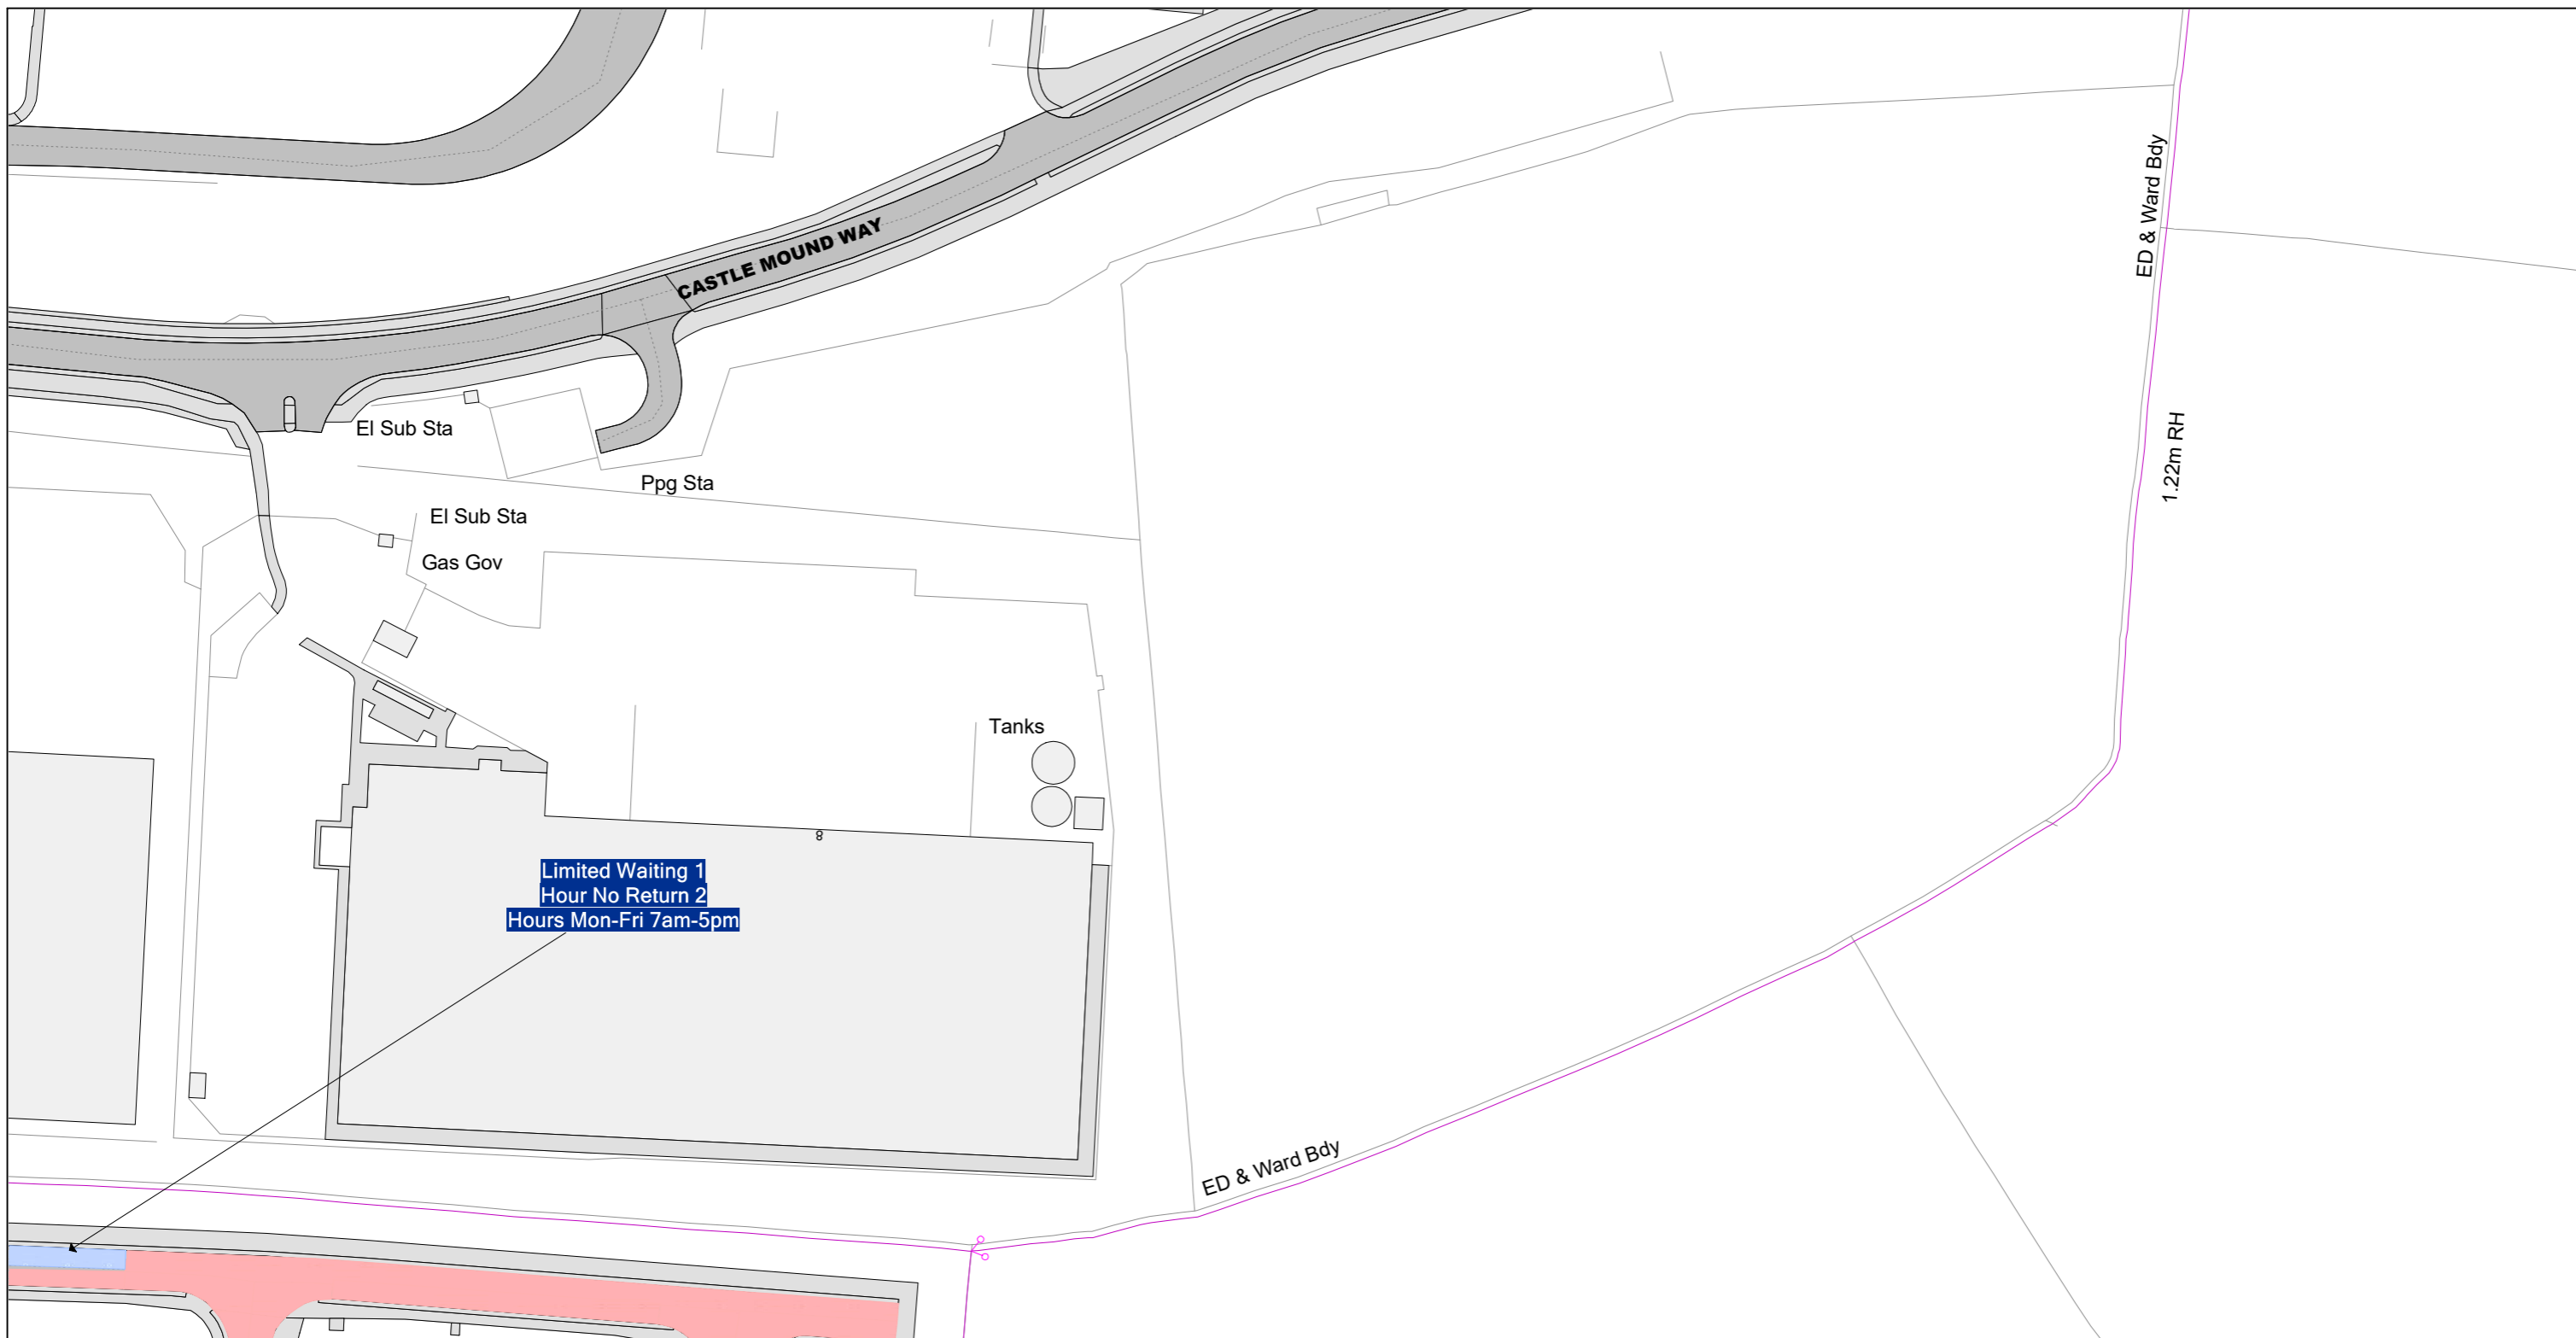 ED & Ward Bdy
CASTLE MOUND WAY
El Sub Sta
1.22m RH
Ppg Sta
El Sub Sta
Gas Gov
Tanks
8
Limited Waiting 1
Hour No Return 2
Hours Mon-Fri 7am-5pm
ED & Ward Bdy